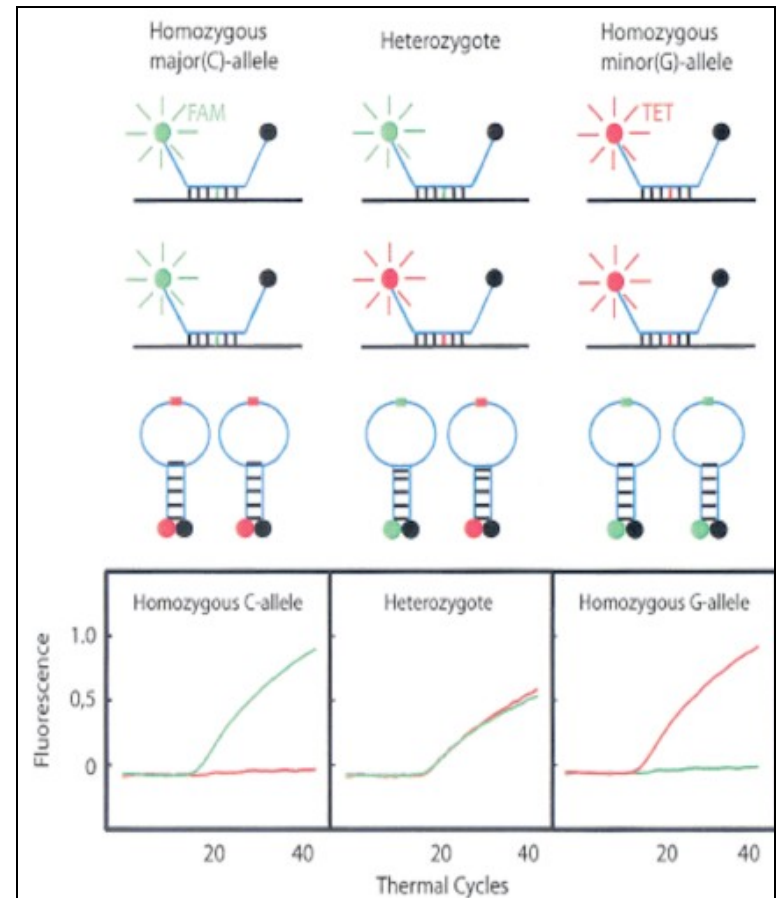 Homozygous
major(C)-allele
Heterozygote
Homozygous
minor(G)-allele
FAM
TET
Homozygous C-allele
Heterozygote
Homozygous G-allele
Fluorescence
1.0
0,5
0
20
40
20
40
20
40
Thermal Cycles